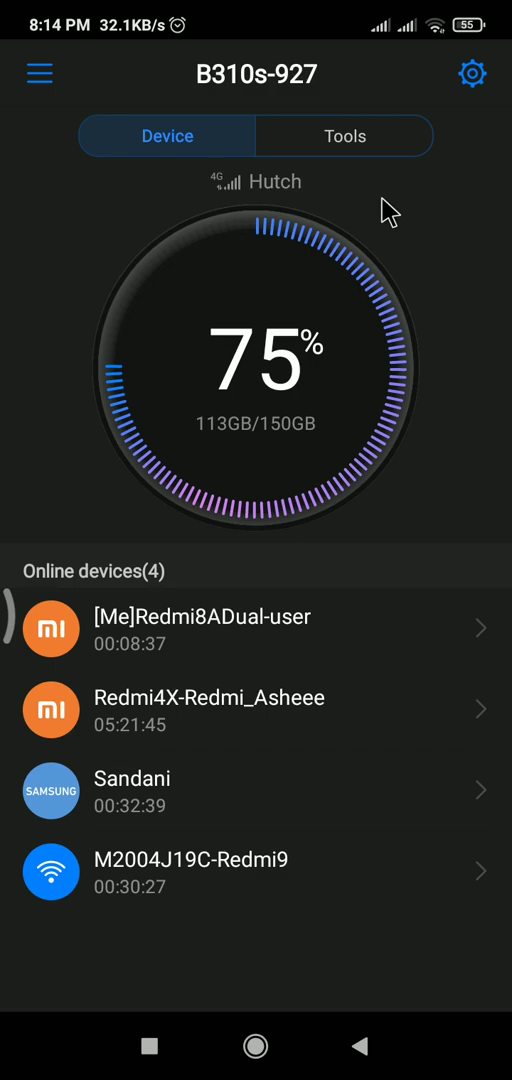 8:14 PM 32.1KB/s 55
B310s-927
Device Tools
4G Hutch
75%
113GB/150GB
Online devices(4)
mi [Me]Redmi8ADual-user
00:08:37
mi Redmi4X-Redmi_Asheee
05:21:45
SAMSUNG Sandani
00:32:39
M2004J19C-Redmi9
00:30:27